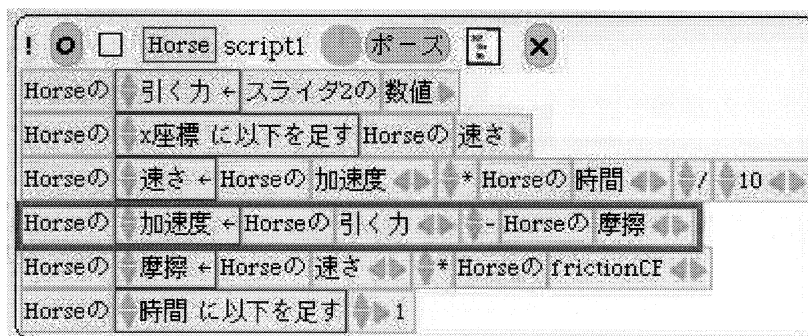 ! O Horse script1 ポーズ ×
Horseの 引く力 ← スライダ2の 数値
Horseの x座標 に以下を足す Horseの 速さ
Horseの 速さ ← Horseの 加速度 * Horseの 時間 / 10
Horseの 加速度 ← Horseの 引く力 - Horseの 摩擦
Horseの 摩擦 ← Horseの 速さ * Horseの frictionCF
Horseの 時間 に以下を足す 1